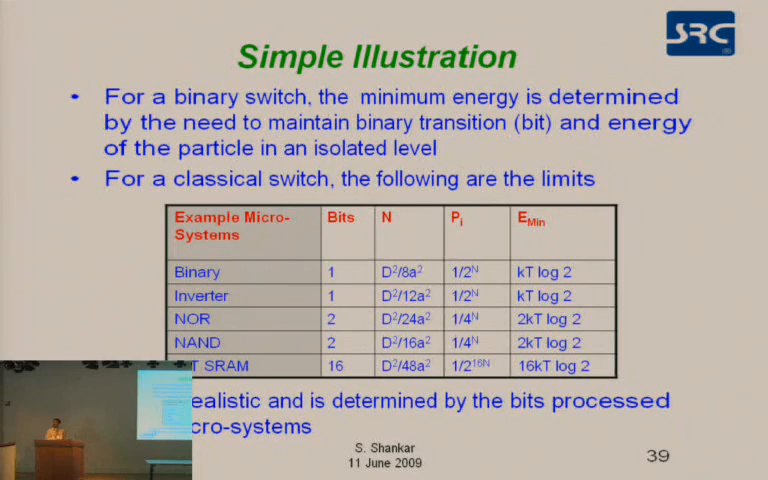 SRC
Simple Illustration
• For a binary switch, the minimum energy is determined
by the need to maintain binary transition (bit) and energy
of the particle in an isolated level
• For a classical switch, the following are the limits
Example Micro-Systems Bits N Pi EMin
Binary 1 D²/8a² 1/2ᴺ kT log 2
Inverter 1 D²/12a² 1/2ᴺ kT log 2
NOR 2 D²/24a² 1/4ᴺ 2kT log 2
NAND 2 D²/16a² 1/4ᴺ 2kT log 2
T SRAM 16 D²/48a² 1/2¹⁶ᴺ 16kT log 2
ealistic and is determined by the bits processed
cro-systems
S. Shankar
11 June 2009
39